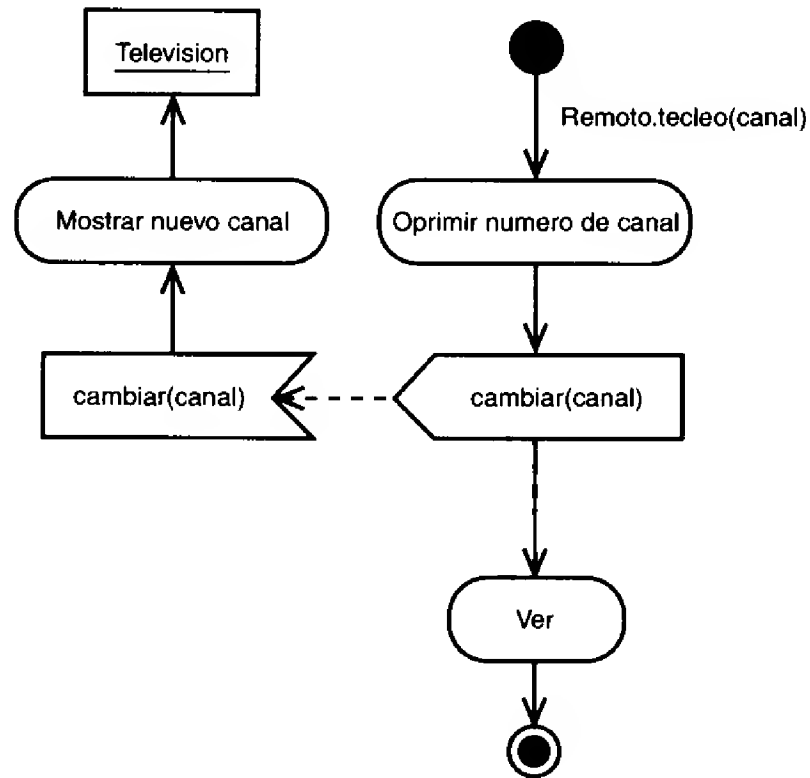 Television
Remoto.tecleo(canal)
Mostrar nuevo canal
Oprimir numero de canal
cambiar(canal)
cambiar(canal)
Ver